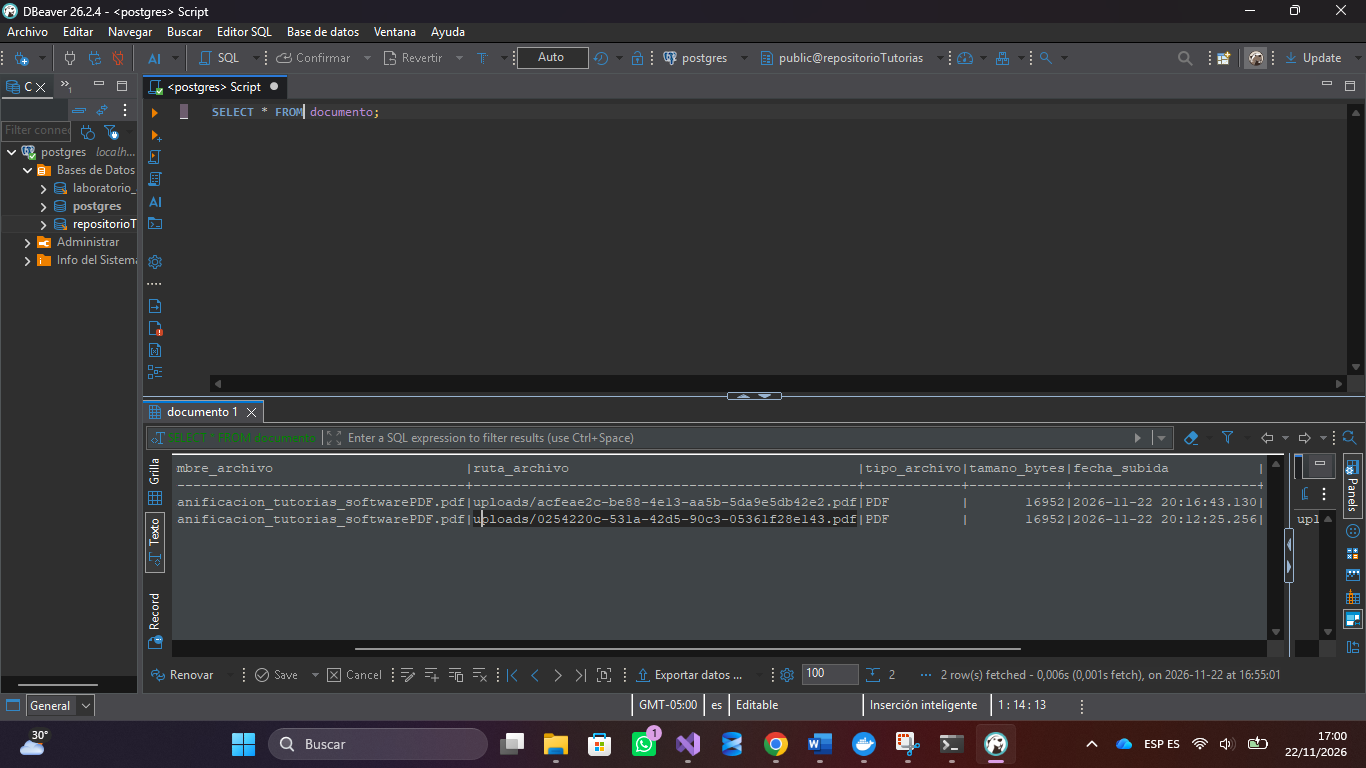 DBeaver 26.2.4 - <postgres> Script
Archivo Editar Navegar Buscar Editor SQL Base de datos Ventana Ayuda
AI SQL Confirmar Revertir T Auto postgres public@repositorioTutorias Update
C »1 <postgres> Script
SELECT * FROM documento;
Filter connec
postgres localh...
Bases de Datos
laboratorio_
postgres
repositorioT
Administrar
Info del Sistema
AI
documento 1
SELECT * FROM documento Enter a SQL expression to filter results (use Ctrl+Space)
Grilla
Texto
Record
mbre_archivo |ruta_archivo |tipo_archivo|tamano_bytes|fecha_subida |
anificacion_tutorias_softwarePDF.pdf|uploads/acfeae2c-be88-4e13-aa5b-5da9e5db42e2.pdf|PDF | 16952|2026-11-22 20:16:43.130|
anificacion_tutorias_softwarePDF.pdf|uploads/0254220c-531a-42d5-90c3-05361f28e143.pdf|PDF | 16952|2026-11-22 20:12:25.256|
upl
Panels
Renovar Save Cancel Exportar datos ... 100 2 ... 2 row(s) fetched - 0,006s (0,001s fetch), on 2026-11-22 at 16:55:01
General GMT-05:00 es Editable Inserción inteligente 1 : 14 : 13
30° Buscar 1 ESP ES 17:00
22/11/2026